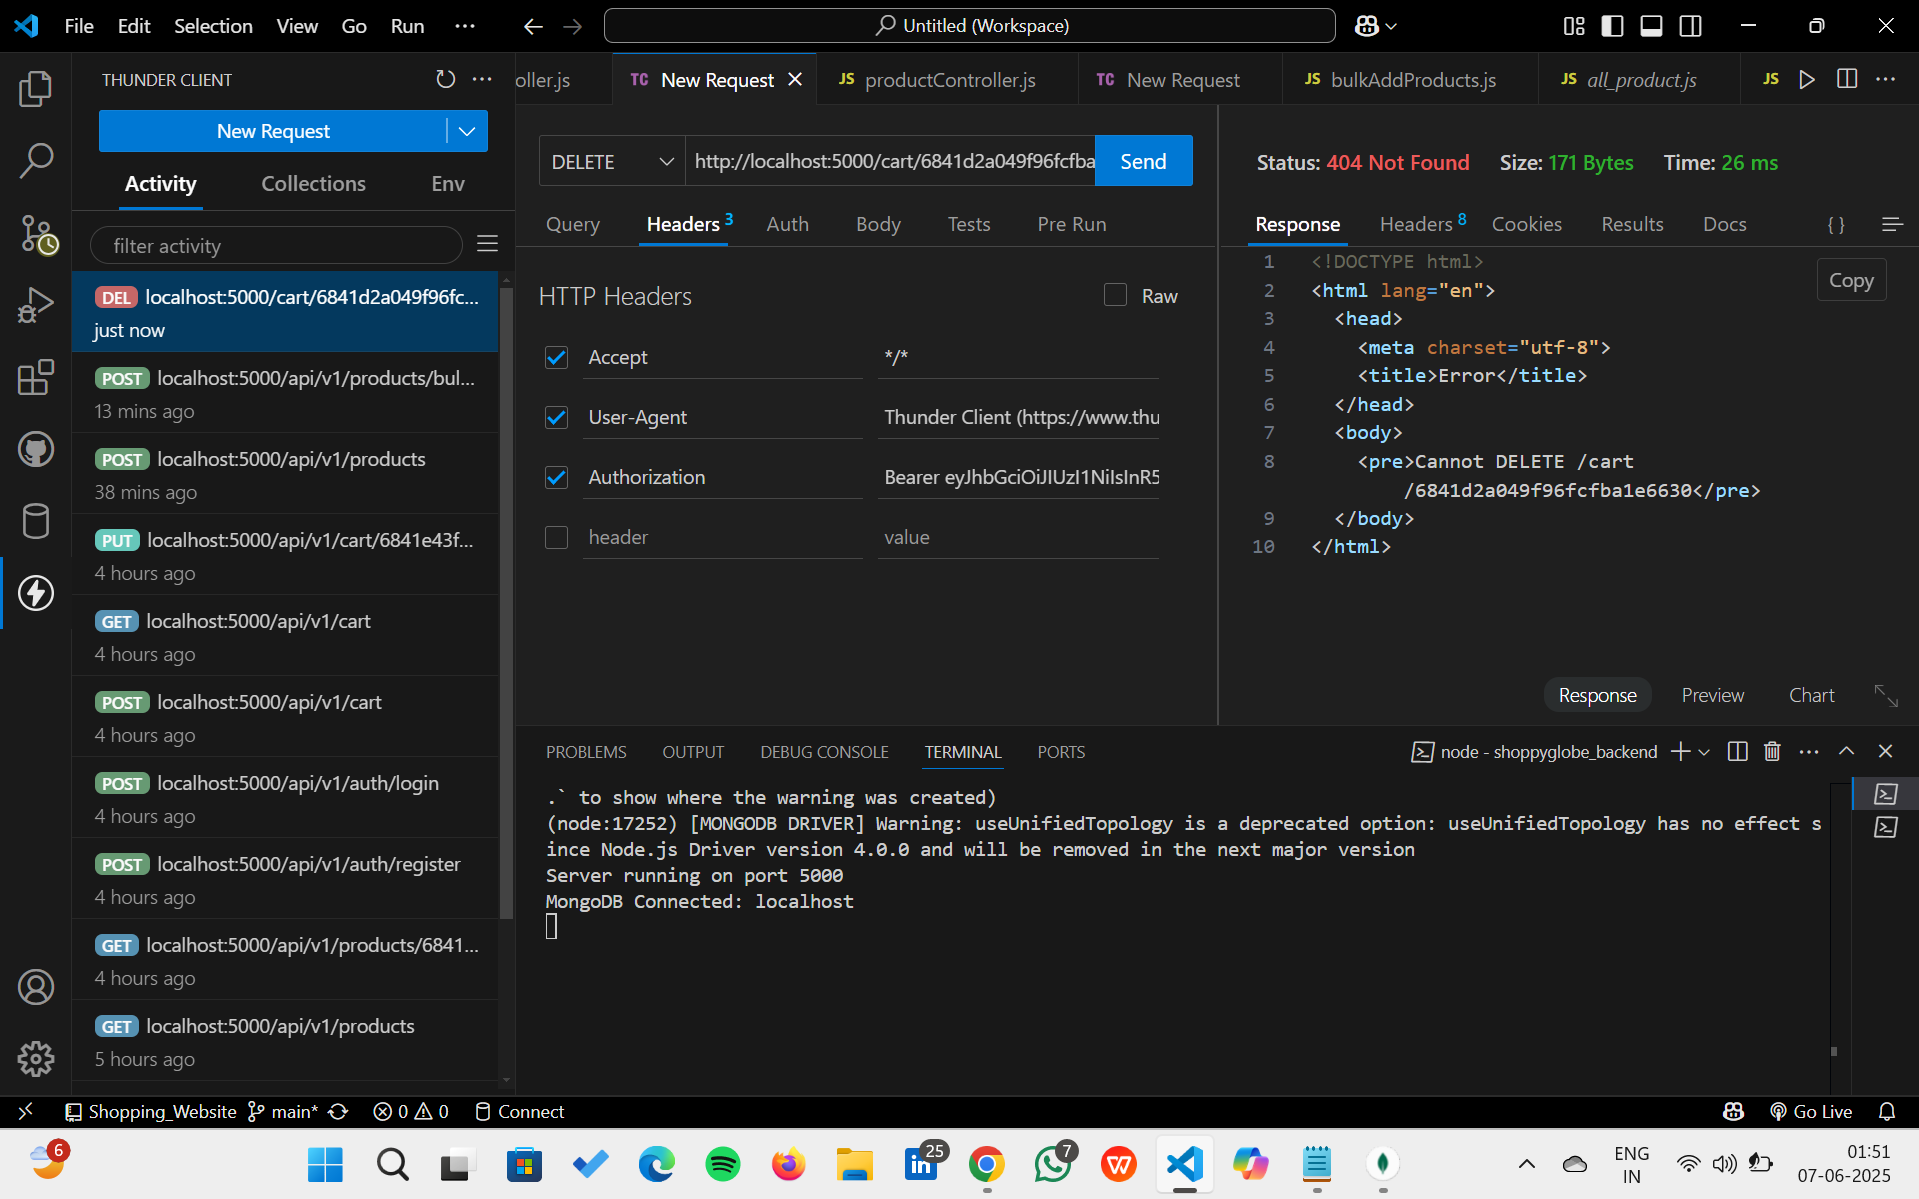 File Edit Selection View Go Run ···
Untitled (Workspace)
THUNDER CLIENT
New Request
Activity Collections Env
filter activity
DEL localhost:5000/cart/6841d2a049f96fc...
just now
POST localhost:5000/api/v1/products/bul...
13 mins ago
POST localhost:5000/api/v1/products
38 mins ago
PUT localhost:5000/api/v1/cart/6841e43f...
4 hours ago
GET localhost:5000/api/v1/cart
4 hours ago
POST localhost:5000/api/v1/cart
4 hours ago
POST localhost:5000/api/v1/auth/login
4 hours ago
POST localhost:5000/api/v1/auth/register
4 hours ago
GET localhost:5000/api/v1/products/6841...
4 hours ago
GET localhost:5000/api/v1/products
5 hours ago
oller.js TC New Request JS productController.js TC New Request JS bulkAddProducts.js JS all_product.js JS
DELETE http://localhost:5000/cart/6841d2a049f96fcfba Send
Query Headers 3 Auth Body Tests Pre Run
HTTP Headers Raw
Accept */*
User-Agent Thunder Client (https://www.thu
Authorization Bearer eyJhbGciOiJIUzI1NiIsInR5
header value
Status: 404 Not Found Size: 171 Bytes Time: 26 ms
Response Headers 8 Cookies Results Docs { }
Copy
1 <!DOCTYPE html>
2 <html lang="en">
3 <head>
4 <meta charset="utf-8">
5 <title>Error</title>
6 </head>
7 <body>
8 <pre>Cannot DELETE /cart
/6841d2a049f96fcfba1e6630</pre>
9 </body>
10 </html>
Response Preview Chart
PROBLEMS OUTPUT DEBUG CONSOLE TERMINAL PORTS
node - shoppyglobe_backend
.` to show where the warning was created)
(node:17252) [MONGODB DRIVER] Warning: useUnifiedTopology is a deprecated option: useUnifiedTopology has no effect s
ince Node.js Driver version 4.0.0 and will be removed in the next major version
Server running on port 5000
MongoDB Connected: localhost
Shopping_Website main* 0 0 Connect
Go Live
6
25
7
ENG
IN
01:51
07-06-2025